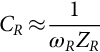 C_R ≈ 1 / (ω_R Z_R)